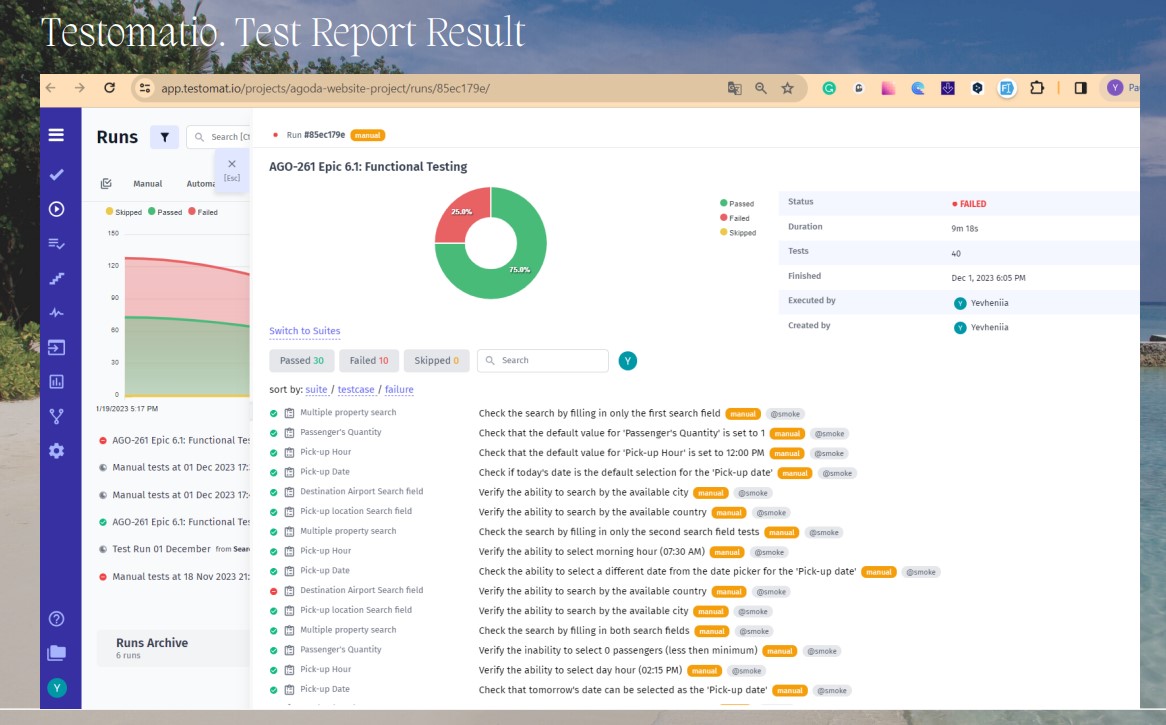 Testomatio. Test Report Result
app.testomat.io/projects/agoda-website-project/runs/85ec179e/
Y
Runs
Search [Ct
[Esc]
Manual
Automa
Skipped Passed Failed
150
120
90
60
30
0
1/19/2023 5:17 PM
AGO-261 Epic 6.1: Functional Tes
Manual tests at 01 Dec 2023 17:
Manual tests at 01 Dec 2023 17:
AGO-261 Epic 6.1: Functional Tes
Test Run 01 December from Sear
Manual tests at 18 Nov 2023 21:
Runs Archive
6 runs
Y
Run #85ec179e manual
AGO-261 Epic 6.1: Functional Testing
25.0%
75.0%
Passed
Failed
Skipped
Status FAILED
Duration 9m 18s
Tests 40
Finished Dec 1, 2023 6:05 PM
Executed by Y Yevheniia
Created by Y Yevheniia
Switch to Suites
Passed 30 Failed 10 Skipped 0 Search Y
sort by: suite / testcase / failure
Multiple property search Check the search by filling in only the first search field manual @smoke
Passenger's Quantity Check that the default value for 'Passenger's Quantity' is set to 1 manual @smoke
Pick-up Hour Check that the default value for 'Pick-up Hour' is set to 12:00 PM manual @smoke
Pick-up Date Check if today's date is the default selection for the 'Pick-up date' manual @smoke
Destination Airport Search field Verify the ability to search by the available city manual @smoke
Pick-up location Search field Verify the ability to search by the available country manual @smoke
Multiple property search Check the search by filling in only the second search field tests manual @smoke
Pick-up Hour Verify the ability to select morning hour (07:30 AM) manual @smoke
Pick-up Date Check the ability to select a different date from the date picker for the 'Pick-up date' manual @smoke
Destination Airport Search field Verify the ability to search by the available country manual @smoke
Pick-up location Search field Verify the ability to search by the available city manual @smoke
Multiple property search Check the search by filling in both search fields manual @smoke
Passenger's Quantity Verify the inability to select 0 passengers (less then minimum) manual @smoke
Pick-up Hour Verify the ability to select day hour (02:15 PM) manual @smoke
Pick-up Date Check that tomorrow's date can be selected as the 'Pick-up date' manual @smoke